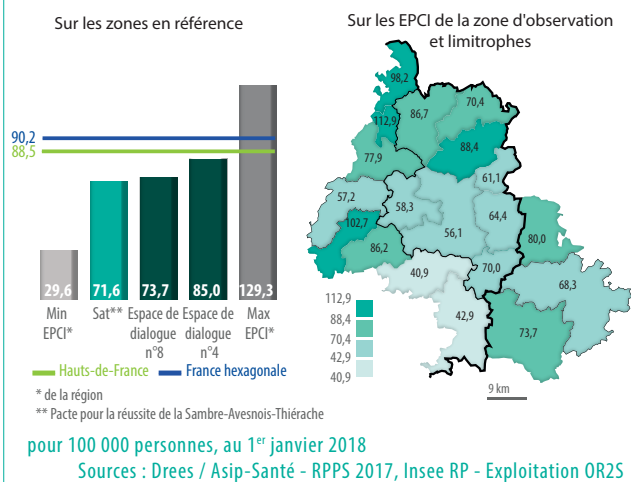 Sur les zones en référence
90,2
88,5
29,6
71,6
73,7
85,0
129,3
Min
EPCI*
Sat**
Espace de
dialogue
n°8
Espace de
dialogue
n°4
Max
EPCI*
Hauts-de-France
France hexagonale
* de la région
** Pacte pour la réussite de la Sambre-Avesnois-Thiérache
Sur les EPCI de la zone d'observation
et limitrophes
98,2
70,4
112,9
86,7
88,4
77,9
61,1
57,2
58,3
64,4
102,7
56,1
80,0
86,2
40,9
70,0
68,3
42,9
73,7
112,9
88,4
70,4
42,9
40,9
9 km
pour 100 000 personnes, au 1er janvier 2018
Sources : Drees / Asip-Santé - RPPS 2017, Insee RP - Exploitation OR2S